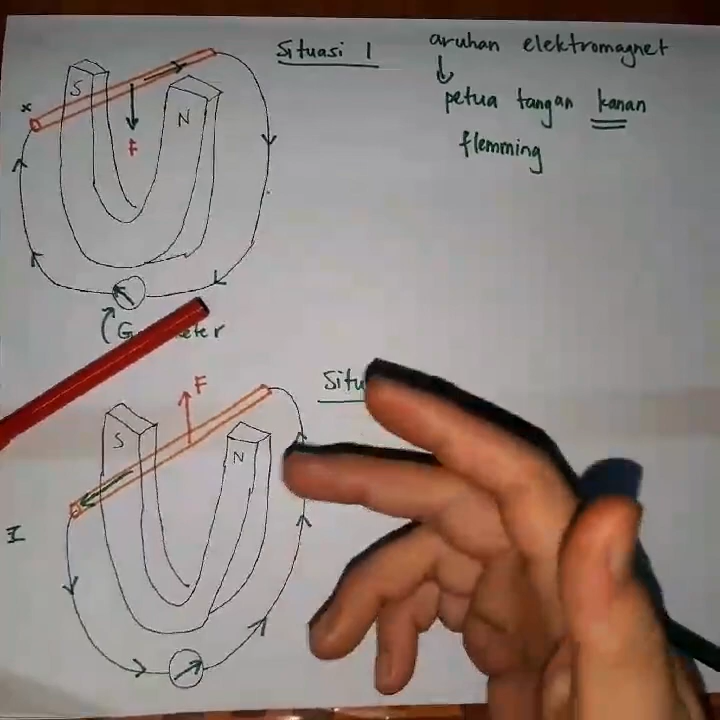 Situasi 1
aruhan elektromagnet
petua tangan kanan
flemming
S
N
x
F
F
S
N
I